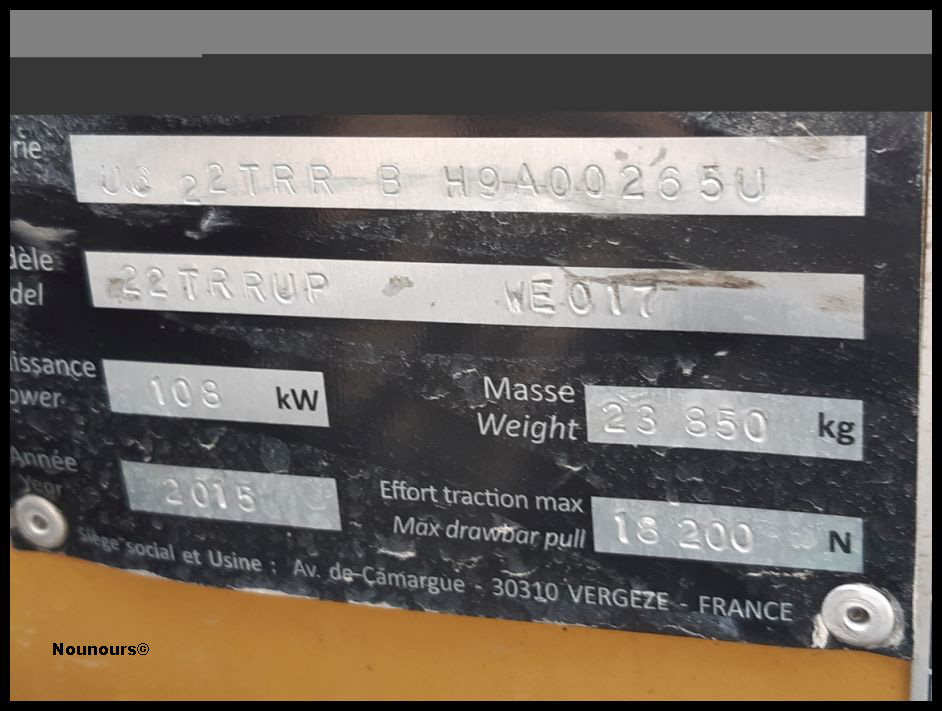 rie U8 22TRR B H9A00265U
dèle
del 22TRRUP WE017
issance
ower 108 kW
Masse
Weight 23 850 kg
Année
Year 2015
Effort traction max
Max drawbar pull 18 200 N
Siège social et Usine : Av. de Camargue - 30310 VERGEZE - FRANCE
Nounours©